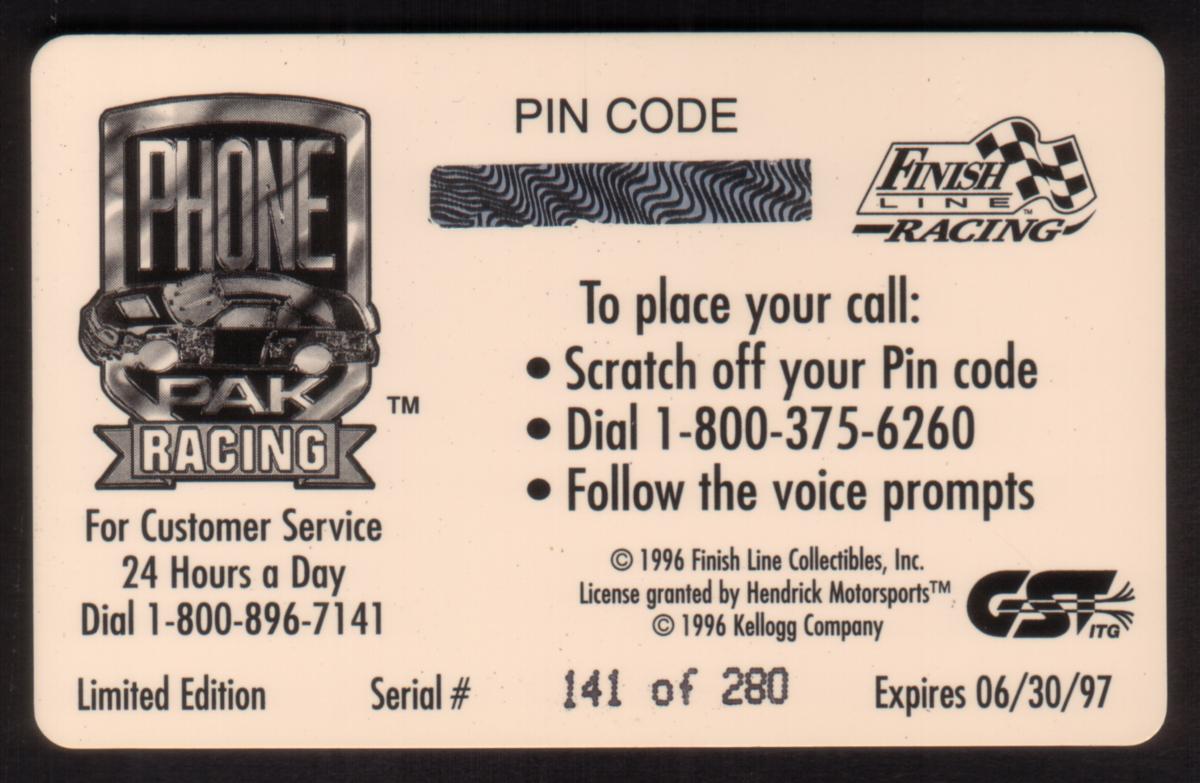 PHONE
PAK
RACING
TM
For Customer Service
24 Hours a Day
Dial 1-800-896-7141
PIN CODE
FINISH
LINE™
RACING
To place your call:
• Scratch off your Pin code
• Dial 1-800-375-6260
• Follow the voice prompts
© 1996 Finish Line Collectibles, Inc.
License granted by Hendrick Motorsports™
© 1996 Kellogg Company
GST
ITG
Limited Edition Serial # 141 of 280 Expires 06/30/97